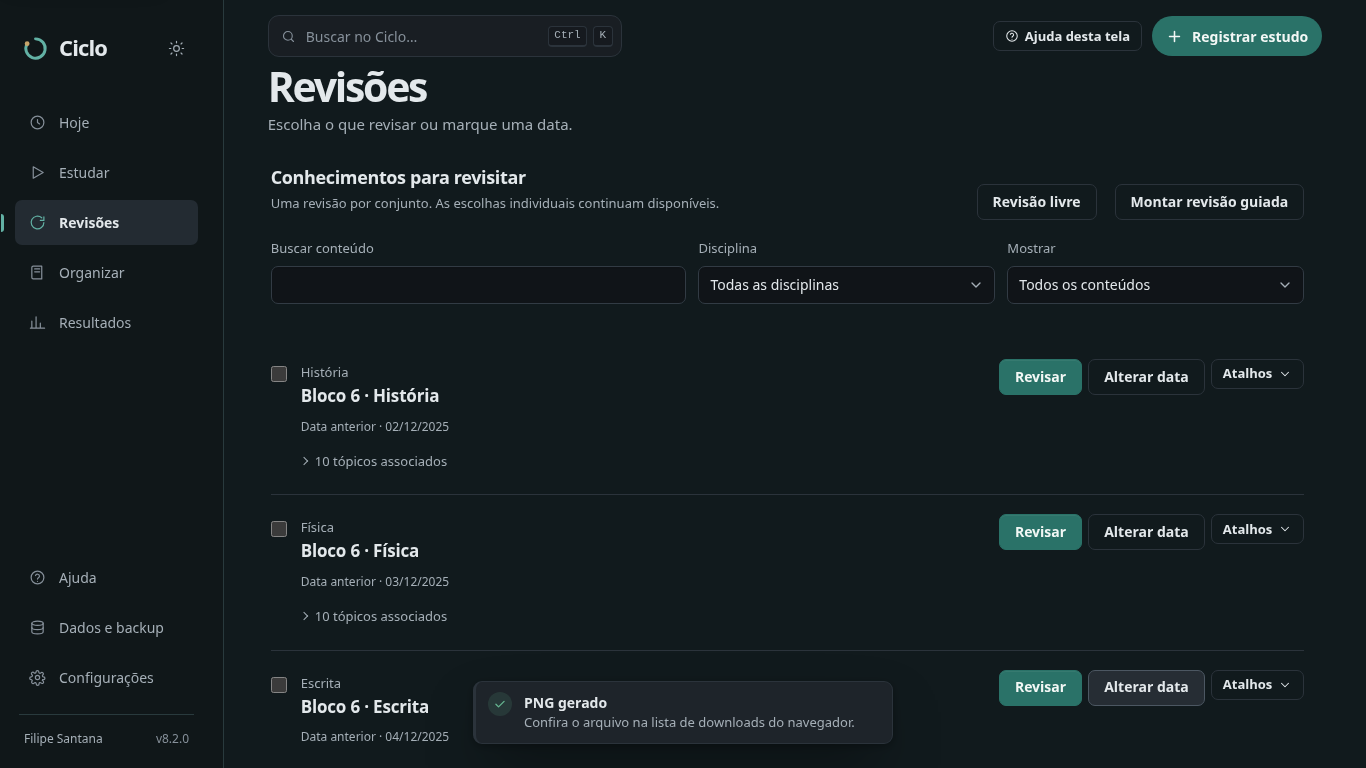 Ciclo
Buscar no Ciclo...
Ctrl K
Ajuda desta tela
Registrar estudo
Hoje
Estudar
Revisões
Organizar
Resultados
Ajuda
Dados e backup
Configurações
Filipe Santana v8.2.0
Revisões
Escolha o que revisar ou marque uma data.
Conhecimentos para revisitar
Uma revisão por conjunto. As escolhas individuais continuam disponíveis.
Revisão livre
Montar revisão guiada
Buscar conteúdo
Disciplina
Todas as disciplinas
Mostrar
Todos os conteúdos
História
Bloco 6 · História
Data anterior · 02/12/2025
10 tópicos associados
Revisar
Alterar data
Atalhos
Física
Bloco 6 · Física
Data anterior · 03/12/2025
10 tópicos associados
Revisar
Alterar data
Atalhos
Escrita
Bloco 6 · Escrita
Data anterior · 04/12/2025
Revisar
Alterar data
Atalhos
PNG gerado
Confira o arquivo na lista de downloads do navegador.